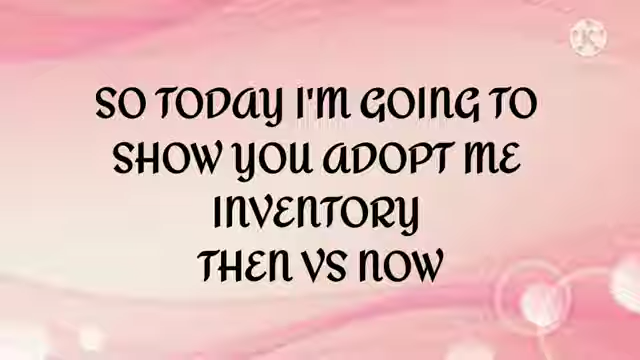 SO TODAY I'M GOING TO
SHOW YOU ADOPT ME
INVENTORY
THEN VS NOW